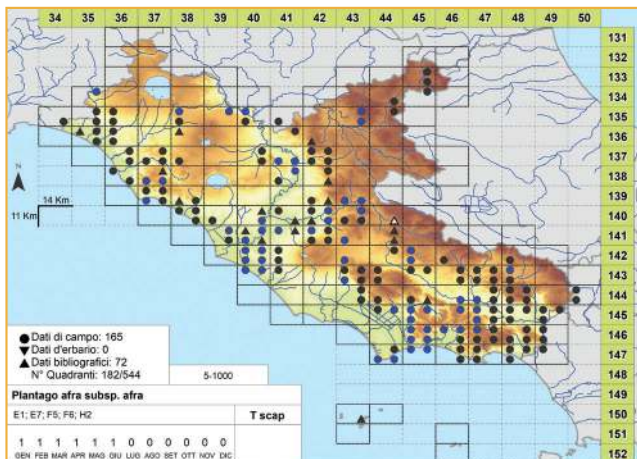 34 35 36 37 38 39 40 41 42 43 44 45 46 47 48 49 50
131
132
133
134
135
136
137
138
139
140
141
142
143
144
145
146
147
148
149
150
151
152
N
14 Km
11 Km
Dati di campo: 165
Dati d'erbario: 0
Dati bibliografici: 72
N° Quadranti: 182/544
5-1000
Plantago afra subsp. afra
E1; E7; F5; F6; H2
T scap
1 1 1 1 1 1 0 0 0 0 0 0
GEN FEB MAR APR MAG GIU LUG AGO SET OTT NOV DIC